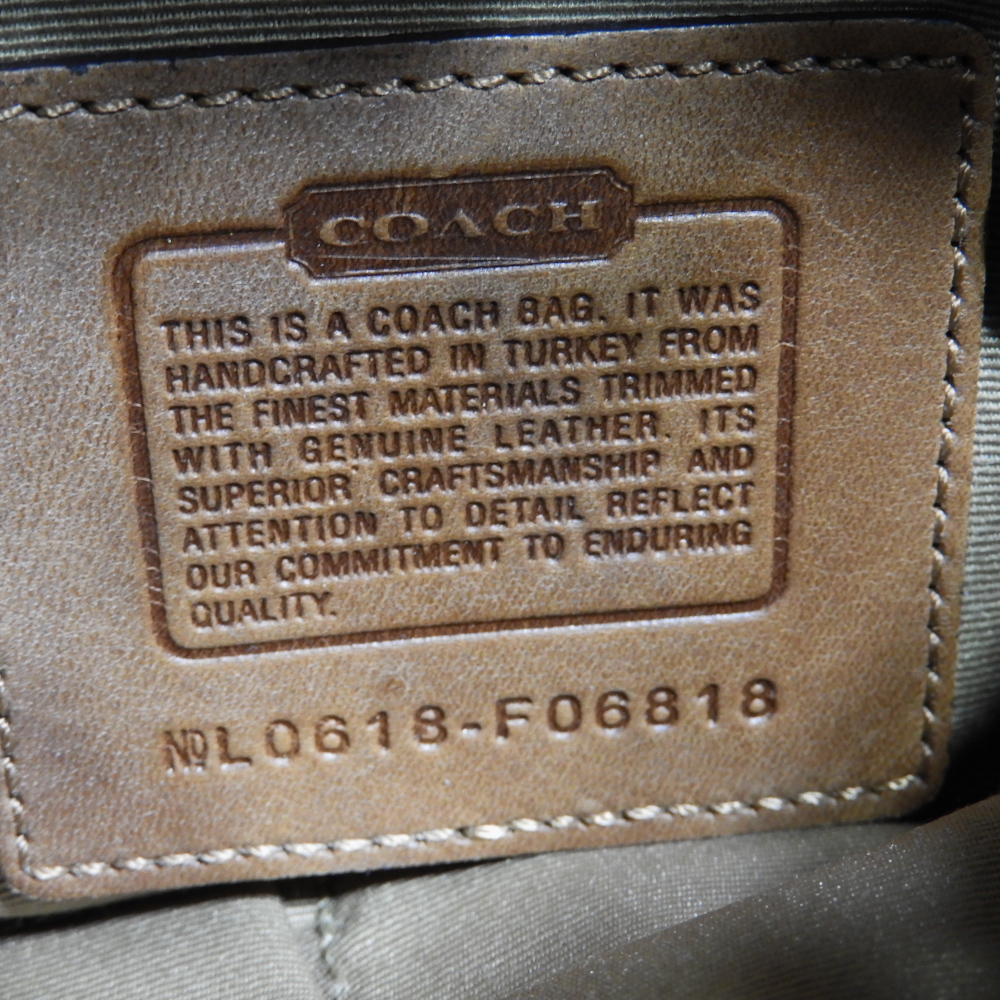 COACH
THIS IS A COACH BAG. IT WAS
HANDCRAFTED IN TURKEY FROM
THE FINEST MATERIALS TRIMMED
WITH GENUINE LEATHER. ITS
SUPERIOR CRAFTSMANSHIP AND
ATTENTION TO DETAIL REFLECT
OUR COMMITMENT TO ENDURING
QUALITY.
№L0618-F06818